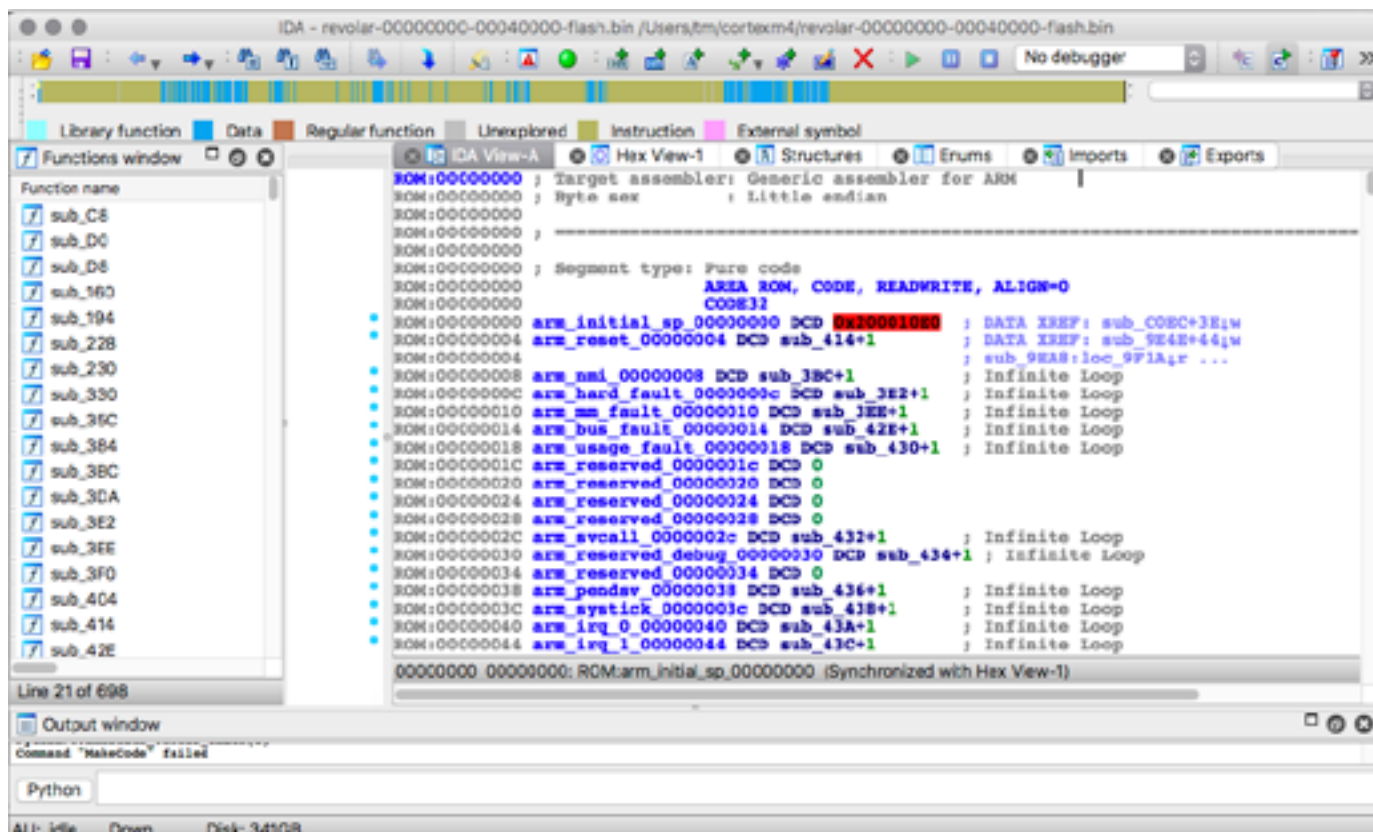 IDA - revolar-00000000-00040000-flash.bin /Users/tm/cortexm4/revolar-00000000-00040000-flash.bin
No debugger
Library function Data Regular function Unexplored Instruction External symbol
Functions window
IDA View-A Hex View-1 Structures Enums Imports Exports
Function name
sub_C8
sub_D0
sub_D8
sub_160
sub_194
sub_228
sub_230
sub_330
sub_35C
sub_384
sub_3BC
sub_3DA
sub_3E2
sub_3EE
sub_3F0
sub_404
sub_414
sub_42E
Line 21 of 698
ROM:00000000 ; Target assembler: Generic assembler for ARM
ROM:00000000 ; Byte sex : Little endian
ROM:00000000
ROM:00000000 ; ===========================================================================
ROM:00000000
ROM:00000000 ; Segment type: Pure code
ROM:00000000 AREA ROM, CODE, READWRITE, ALIGN=0
ROM:00000000 CODE32
ROM:00000000 arm_initial_sp_00000000 DCD 0x200010E0 ; DATA XREF: sub_C0EC+3E↓w
ROM:00000004 arm_reset_00000004 DCD sub_414+1 ; DATA XREF: sub_9E4E+44↓w
ROM:00000004 ; sub_9EA8:loc_9F1A↓r ...
ROM:00000008 arm_nmi_00000008 DCD sub_3BC+1 ; Infinite Loop
ROM:0000000C arm_hard_fault_0000000c DCD sub_3E2+1 ; Infinite Loop
ROM:00000010 arm_mm_fault_00000010 DCD sub_3EE+1 ; Infinite Loop
ROM:00000014 arm_bus_fault_00000014 DCD sub_42E+1 ; Infinite Loop
ROM:00000018 arm_usage_fault_00000018 DCD sub_430+1 ; Infinite Loop
ROM:0000001C arm_reserved_0000001c DCD 0
ROM:00000020 arm_reserved_00000020 DCD 0
ROM:00000024 arm_reserved_00000024 DCD 0
ROM:00000028 arm_reserved_00000028 DCD 0
ROM:0000002C arm_svcall_0000002c DCD sub_432+1 ; Infinite Loop
ROM:00000030 arm_reserved_debug_00000030 DCD sub_434+1 ; Infinite Loop
ROM:00000034 arm_reserved_00000034 DCD 0
ROM:00000038 arm_pendsv_00000038 DCD sub_436+1 ; Infinite Loop
ROM:0000003C arm_systick_0000003c DCD sub_438+1 ; Infinite Loop
ROM:00000040 arm_irq_0_00000040 DCD sub_43A+1 ; Infinite Loop
ROM:00000044 arm_irq_1_00000044 DCD sub_43C+1 ; Infinite Loop
00000000 00000000: ROM:arm_initial_sp_00000000 (Synchronized with Hex View-1)
Output window
Command "MakeCode" failed
Python
AU: idle Down Disk: 341GB